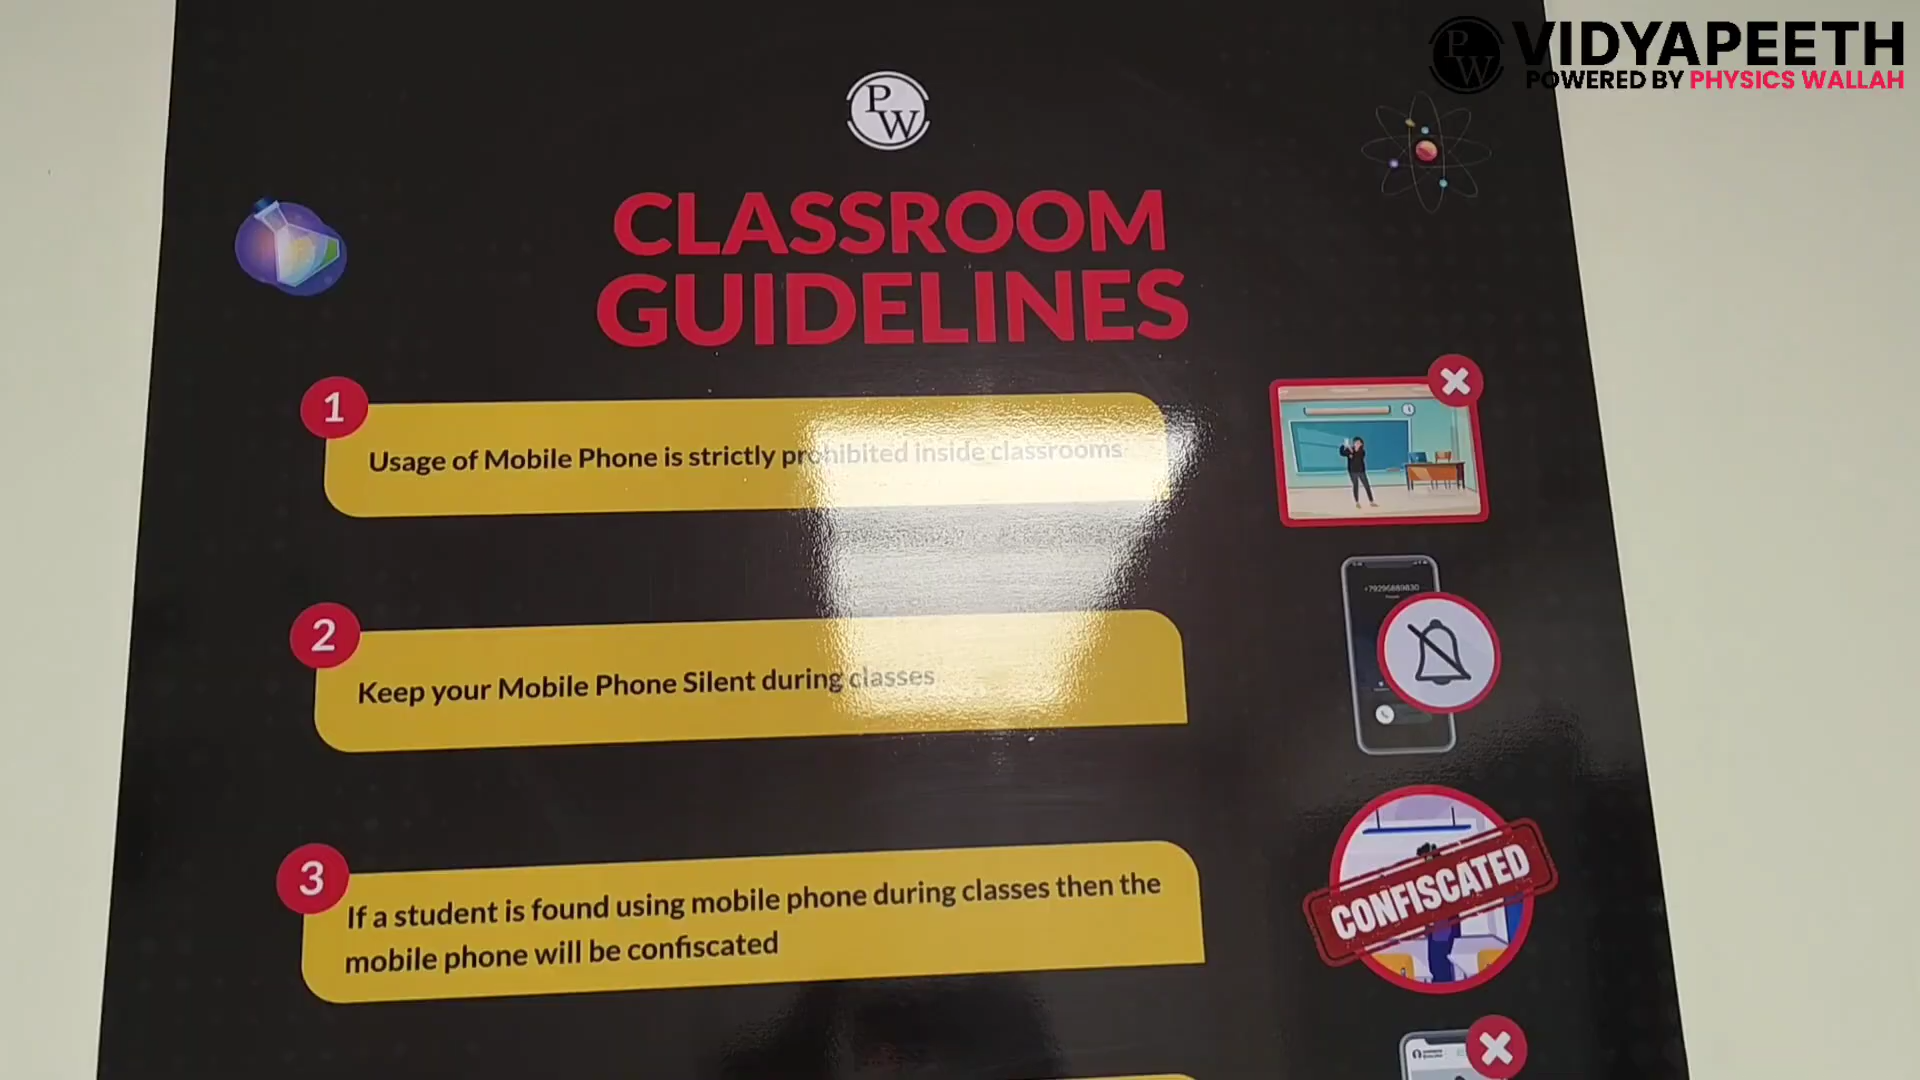 VIDYAPEETH
POWERED BY PHYSICS WALLAH
PW
PW
CLASSROOM
GUIDELINES
1
Usage of Mobile Phone is strictly prohibited inside classrooms
2
Keep your Mobile Phone Silent during classes
3
If a student is found using mobile phone during classes then the
mobile phone will be confiscated
CONFISCATED